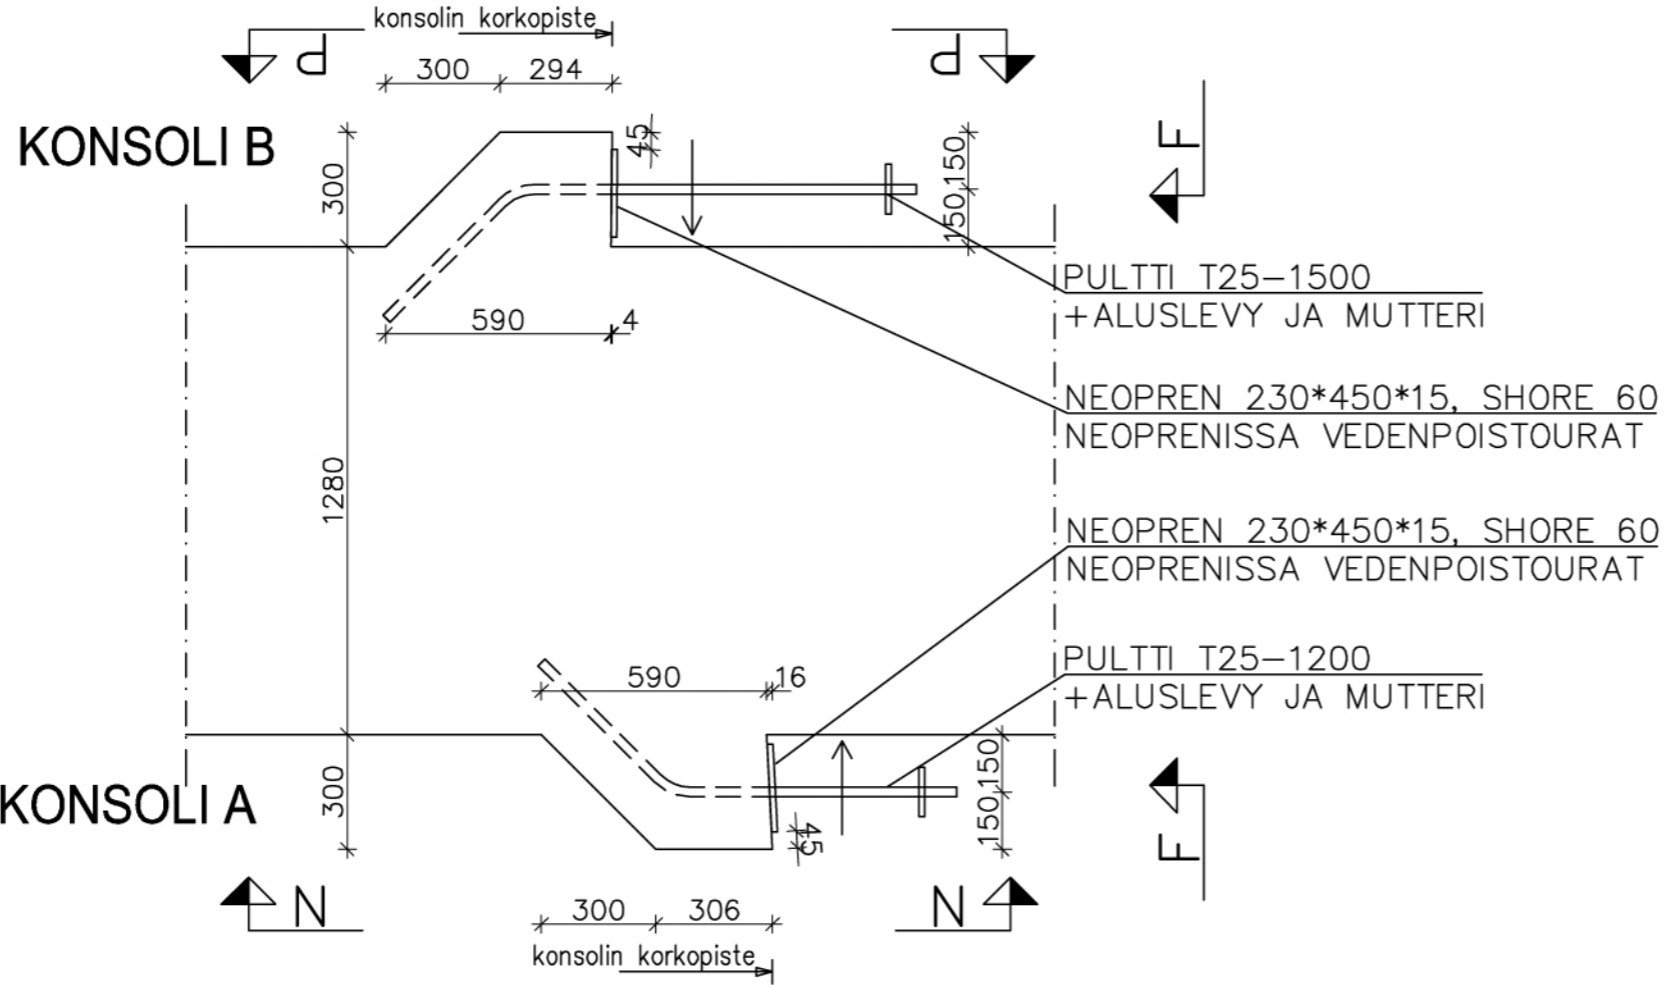 konsolin korkopiste
P
P
300
294
F
KONSOLI B
45
150
300
150
PULTTI T25-1500
+ALUSLEVY JA MUTTERI
590
4
NEOPREN 230*450*15, SHORE 60
NEOPRENISSA VEDENPOISTOURAT
1280
NEOPREN 230*450*15, SHORE 60
NEOPRENISSA VEDENPOISTOURAT
590
16
PULTTI T25-1200
+ALUSLEVY JA MUTTERI
150
300
KONSOLI A
150
45
F
N
N
300
306
konsolin korkopiste